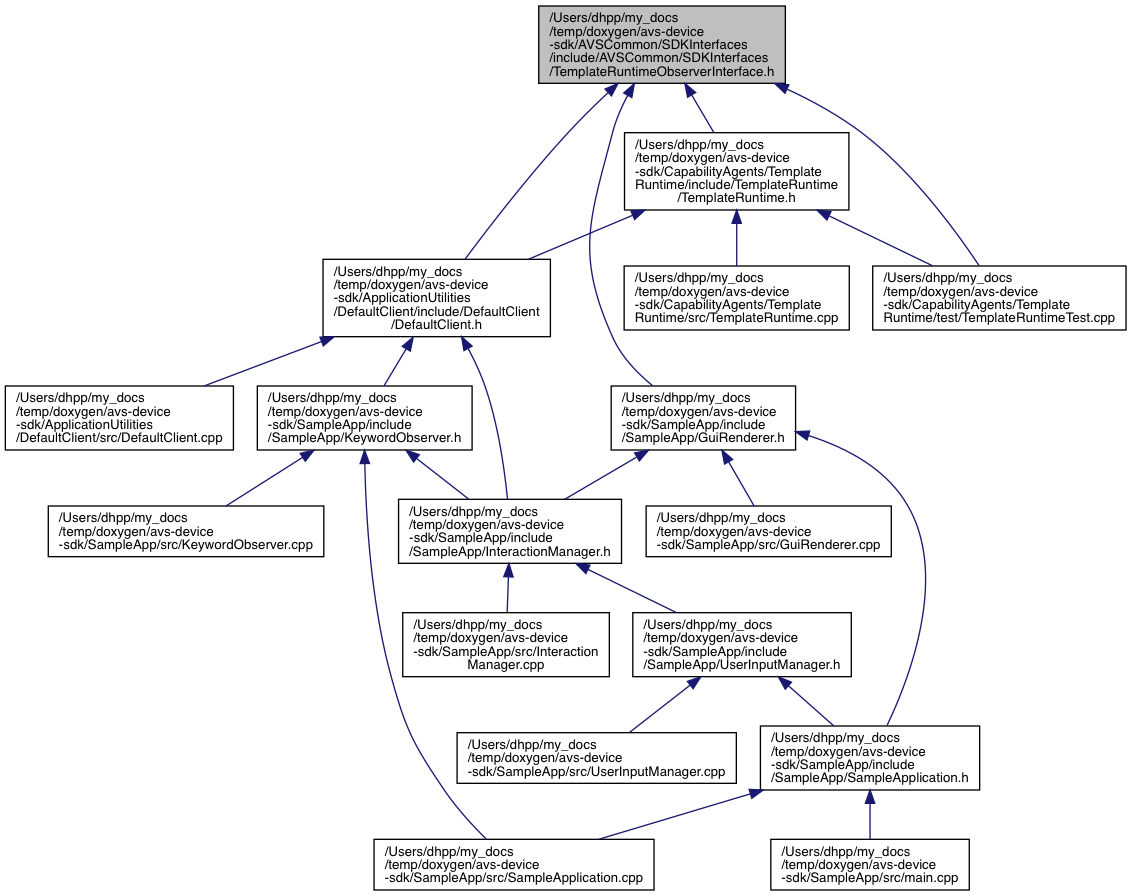 /Users/dhpp/my_docs
/temp/doxygen/avs-device
-sdk/AVSCommon/SDKInterfaces
/include/AVSCommon/SDKInterfaces
/TemplateRuntimeObserverInterface.h
/Users/dhpp/my_docs
/temp/doxygen/avs-device
-sdk/CapabilityAgents/Template
Runtime/include/TemplateRuntime
/TemplateRuntime.h
/Users/dhpp/my_docs
/temp/doxygen/avs-device
-sdk/ApplicationUtilities
/DefaultClient/include/DefaultClient
/DefaultClient.h
/Users/dhpp/my_docs
/temp/doxygen/avs-device
-sdk/CapabilityAgents/Template
Runtime/src/TemplateRuntime.cpp
/Users/dhpp/my_docs
/temp/doxygen/avs-device
-sdk/CapabilityAgents/Template
Runtime/test/TemplateRuntimeTest.cpp
/Users/dhpp/my_docs
/temp/doxygen/avs-device
-sdk/ApplicationUtilities
/DefaultClient/src/DefaultClient.cpp
/Users/dhpp/my_docs
/temp/doxygen/avs-device
-sdk/SampleApp/include
/SampleApp/KeywordObserver.h
/Users/dhpp/my_docs
/temp/doxygen/avs-device
-sdk/SampleApp/include
/SampleApp/GuiRenderer.h
/Users/dhpp/my_docs
/temp/doxygen/avs-device
-sdk/SampleApp/src/KeywordObserver.cpp
/Users/dhpp/my_docs
/temp/doxygen/avs-device
-sdk/SampleApp/include
/SampleApp/InteractionManager.h
/Users/dhpp/my_docs
/temp/doxygen/avs-device
-sdk/SampleApp/src/GuiRenderer.cpp
/Users/dhpp/my_docs
/temp/doxygen/avs-device
-sdk/SampleApp/src/Interaction
Manager.cpp
/Users/dhpp/my_docs
/temp/doxygen/avs-device
-sdk/SampleApp/include
/SampleApp/UserInputManager.h
/Users/dhpp/my_docs
/temp/doxygen/avs-device
-sdk/SampleApp/src/UserInputManager.cpp
/Users/dhpp/my_docs
/temp/doxygen/avs-device
-sdk/SampleApp/include
/SampleApp/SampleApplication.h
/Users/dhpp/my_docs
/temp/doxygen/avs-device
-sdk/SampleApp/src/SampleApplication.cpp
/Users/dhpp/my_docs
/temp/doxygen/avs-device
-sdk/SampleApp/src/main.cpp